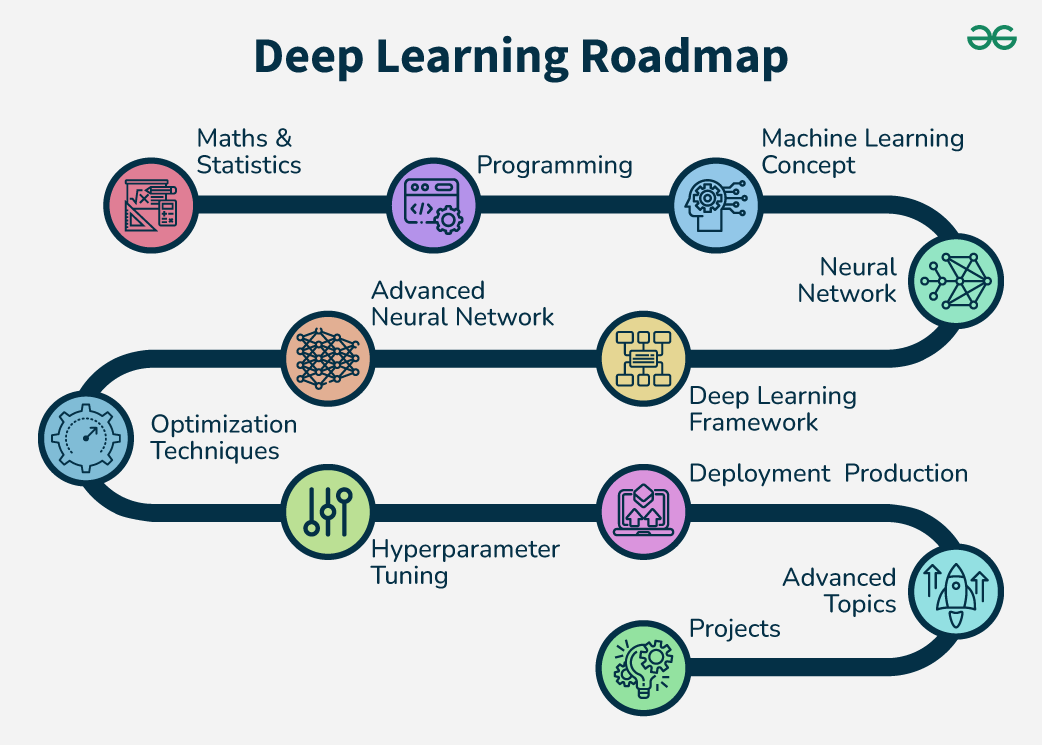 Deep Learning Roadmap
Maths &
Statistics
Programming
Machine Learning
Concept
Neural
Network
Deep Learning
Framework
Advanced
Neural Network
Optimization
Techniques
Hyperparameter
Tuning
Deployment  Production
Advanced
Topics
Projects